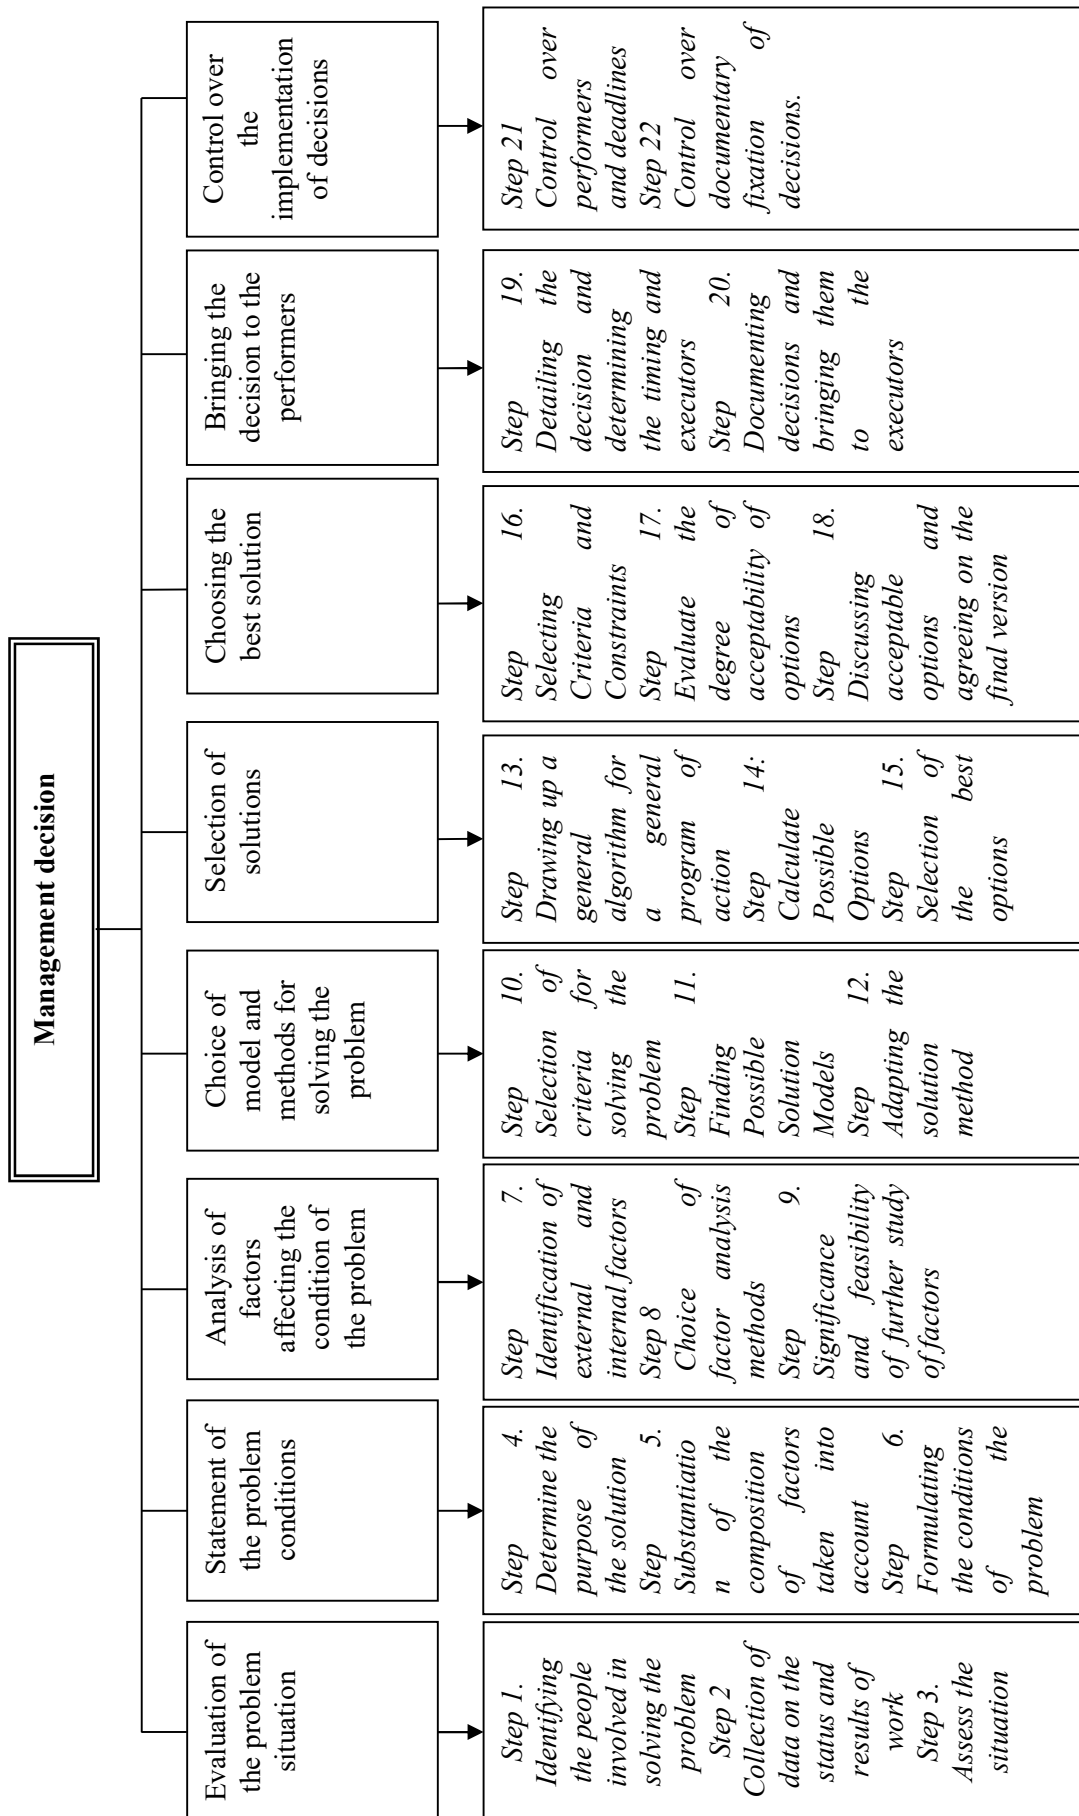 Management decision
Evaluation of
the problem
situation
Statement of
the problem
conditions
Analysis of
factors
affecting the
condition of
the problem
Choice of
model and
methods for
solving the
problem
Selection of
solutions
Choosing the
best solution
Bringing the
decision to the
performers
Control over
the
implementation
of decisions
Step 1.
Identifying
the people
involved in
solving the
problem
Step 2
Collection of
data on the
status and
results of
work
Step 3.
Assess the
situation
Step 4.
Determine the
purpose of
the solution
Step 5.
Substantiatio
n of the
composition
of factors
taken into
account
Step 6.
Formulating
the conditions
of the
problem
Step 7.
Identification of
external and
internal factors
Step 8
Choice of
factor analysis
methods
Step 9.
Significance
and feasibility
of further study
of factors
Step 10.
Selection of
criteria for
solving the
problem
Step 11.
Finding
Possible
Solution
Models
Step 12.
Adapting the
solution
method
Step 13.
Drawing up a
general
algorithm for
a general
program of
action
Step 14:
Calculate
Possible
Options
Step 15.
Selection of
the best
options
Step 16.
Selecting
Criteria and
Constraints
Step 17.
Evaluate the
degree of
acceptability of
options
Step 18.
Discussing
acceptable
options and
agreeing on the
final version
Step 19.
Detailing the
decision and
determining
the timing and
executors
Step 20.
Documenting
decisions and
bringing them
to the
executors
Step 21
Control over
performers
and deadlines
Step 22
Control over
documentary
fixation of
decisions.